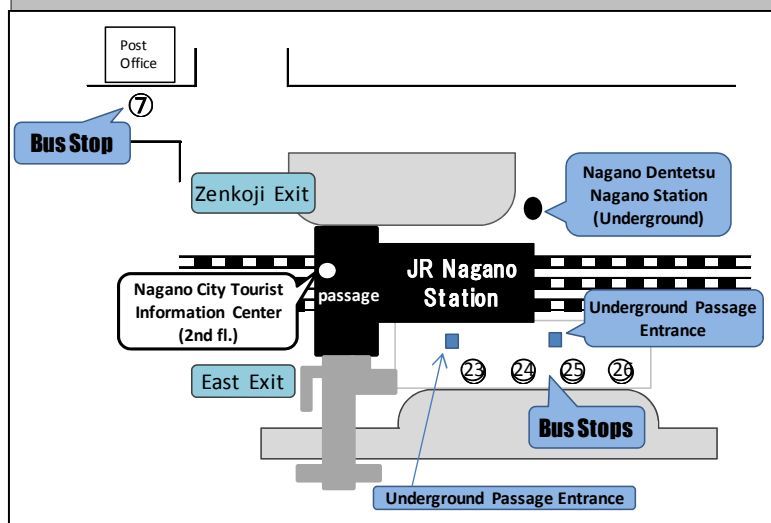 Post
Office
7
Bus Stop
Zenkoji Exit
Nagano Dentetsu
Nagano Station
(Underground)
JR Nagano
Station
passage
Nagano City Tourist
Information Center
(2nd fl.)
Underground Passage
Entrance
East Exit
23
24
25
26
Bus Stops
Underground Passage Entrance